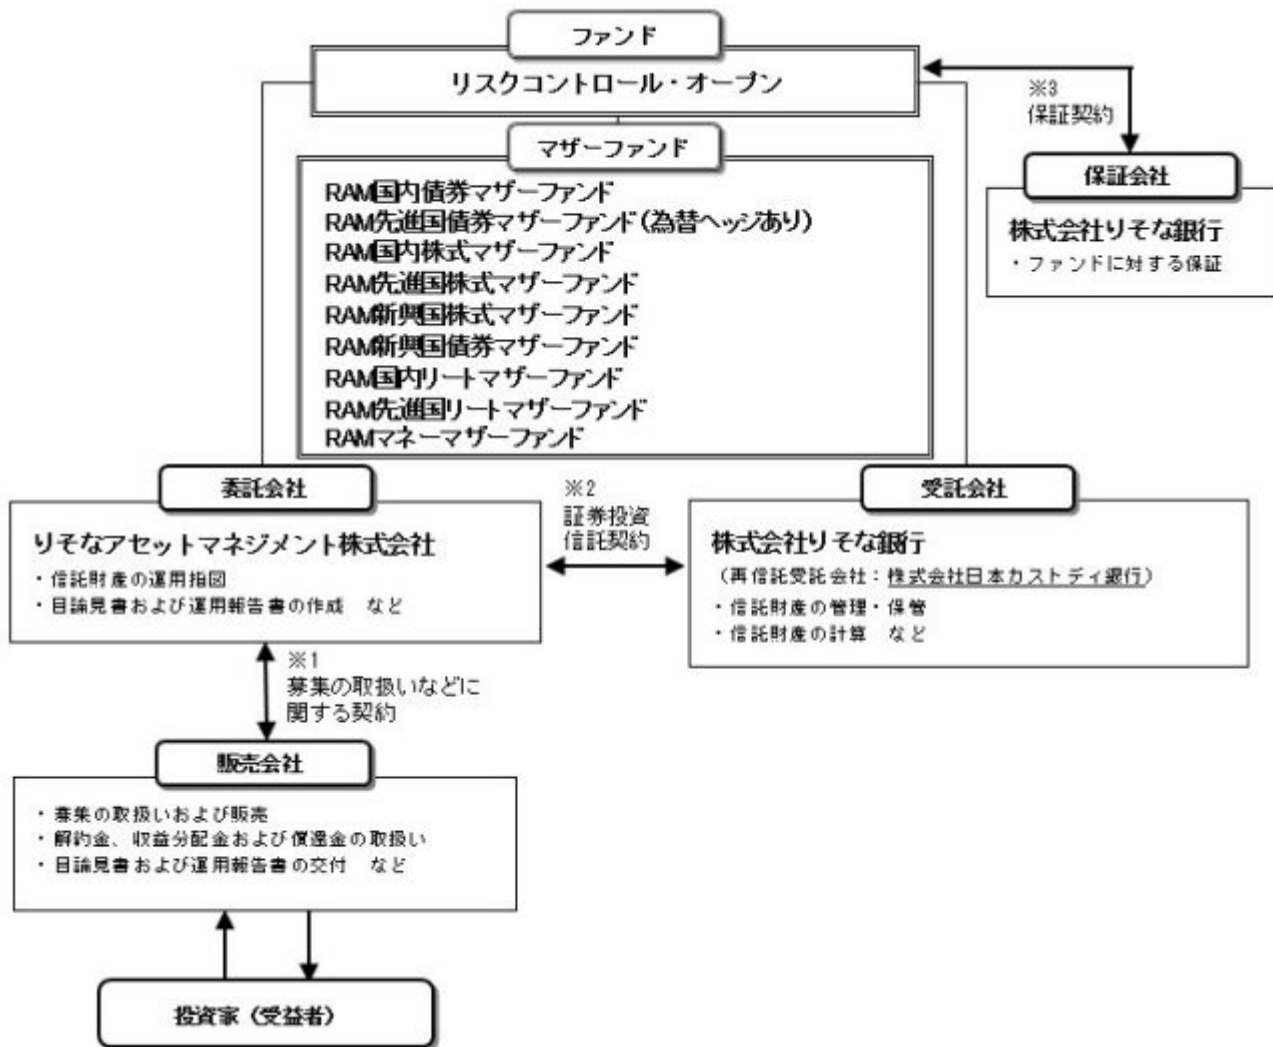 ファンド
リスクコントロール・オープン
※3
保証契約
マザーファンド
RAM国内債券マザーファンド
RAM先進国債券マザーファンド(為替ヘッジあり)
RAM国内株式マザーファンド
RAM先進国株式マザーファンド
RAM新興国株式マザーファンド
RAM新興国債券マザーファンド
RAM国内リートマザーファンド
RAM先進国リートマザーファンド
RAMマネーマザーファンド
保証会社
株式会社りそな銀行
・ファンドに対する保証
委託会社
りそなアセットマネジメント株式会社
・信託財産の運用指図
・目論見書および運用報告書の作成 など
※2
証券投資
信託契約
受託会社
株式会社りそな銀行
(再信託受託会社:株式会社日本カストディ銀行)
・信託財産の管理・保管
・信託財産の計算 など
※1
募集の取扱いなどに
関する契約
販売会社
・募集の取扱いおよび販売
・解約金、収益分配金および償還金の取扱い
・目論見書および運用報告書の交付 など
投資家(受益者)